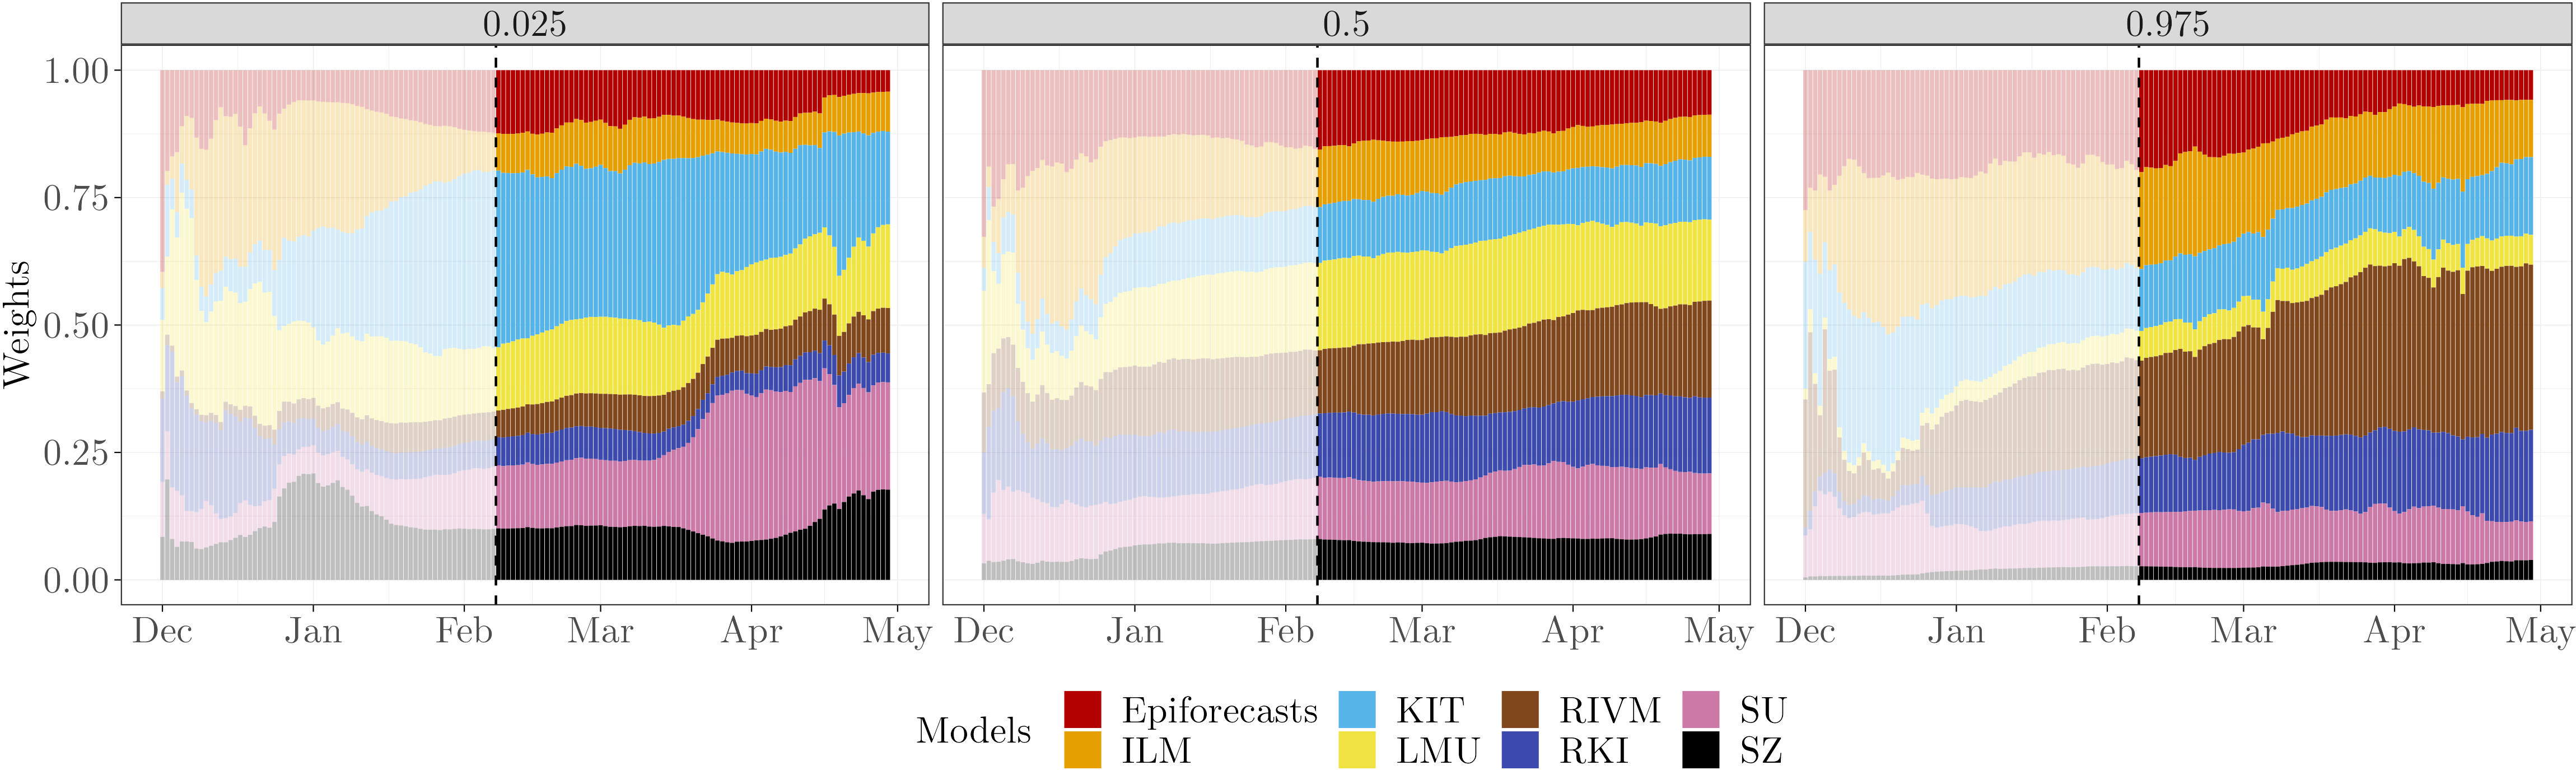 0.025 0.5 0.975
Weights
1.00
0.75
0.50
0.25
0.00
Dec Jan Feb Mar Apr May Dec Jan Feb Mar Apr May Dec Jan Feb Mar Apr May
Models
Epiforecasts KIT RIVM SU
ILM LMU RKI SZ